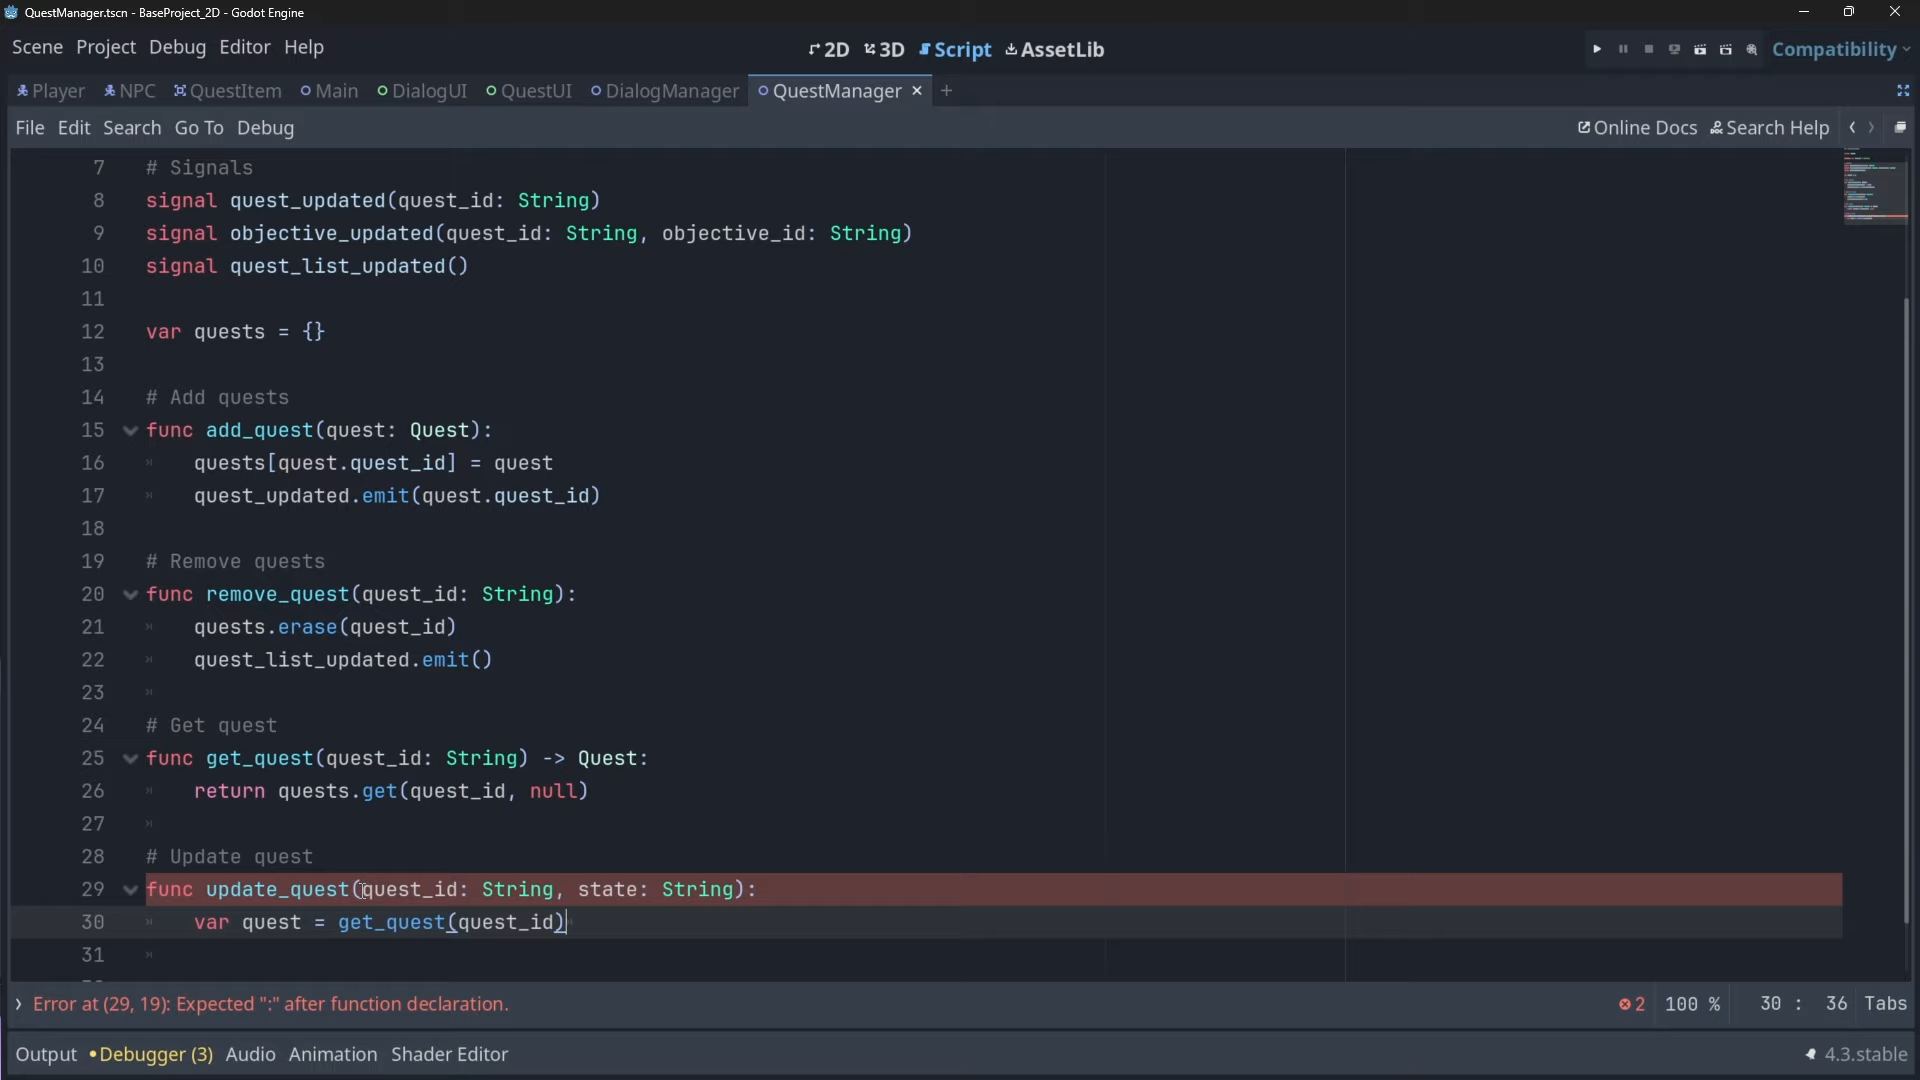 QuestManager.tscn - BaseProject_2D - Godot Engine
Scene Project Debug Editor Help
2D 3D Script AssetLib
Compatibility
Player NPC QuestItem Main DialogUI QuestUI DialogManager QuestManager
File Edit Search Go To Debug
Online Docs Search Help
7 # Signals
8 signal quest_updated(quest_id: String)
9 signal objective_updated(quest_id: String, objective_id: String)
10 signal quest_list_updated()
11
12 var quests = {}
13
14 # Add quests
15 func add_quest(quest: Quest):
16 quests[quest.quest_id] = quest
17 quest_updated.emit(quest.quest_id)
18
19 # Remove quests
20 func remove_quest(quest_id: String):
21 quests.erase(quest_id)
22 quest_list_updated.emit()
23
24 # Get quest
25 func get_quest(quest_id: String) -> Quest:
26 return quests.get(quest_id, null)
27
28 # Update quest
29 func update_quest(quest_id: String, state: String):
30 var quest = get_quest(quest_id)
31
Error at (29, 19): Expected ":" after function declaration.
2 100 % 30 : 36 Tabs
Output Debugger (3) Audio Animation Shader Editor
4.3.stable